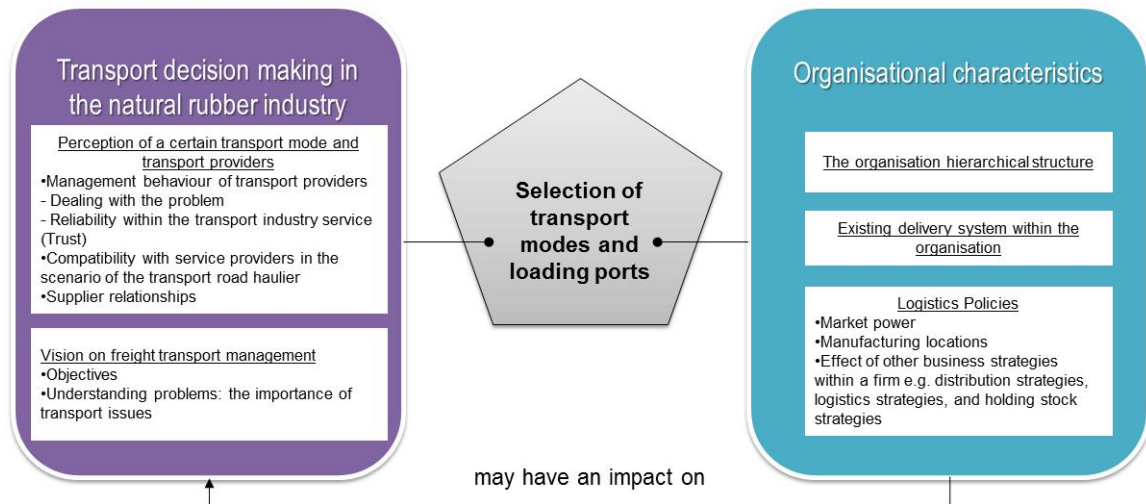 Transport decision making in
the natural rubber industry
Perception of a certain transport mode and
transport providers
•Management behaviour of transport providers
- Dealing with the problem
- Reliability within the transport industry service
(Trust)
•Compatibility with service providers in the
scenario of the transport road haulier
•Supplier relationships
Vision on freight transport management
•Objectives
•Understanding problems: the importance of
transport issues
Selection of
transport
modes and
loading ports
Organisational characteristics
The organisation hierarchical structure
Existing delivery system within the
organisation
Logistics Policies
•Market power
•Manufacturing locations
•Effect of other business strategies
within a firm e.g. distribution strategies,
logistics strategies, and holding stock
strategies
may have an impact on